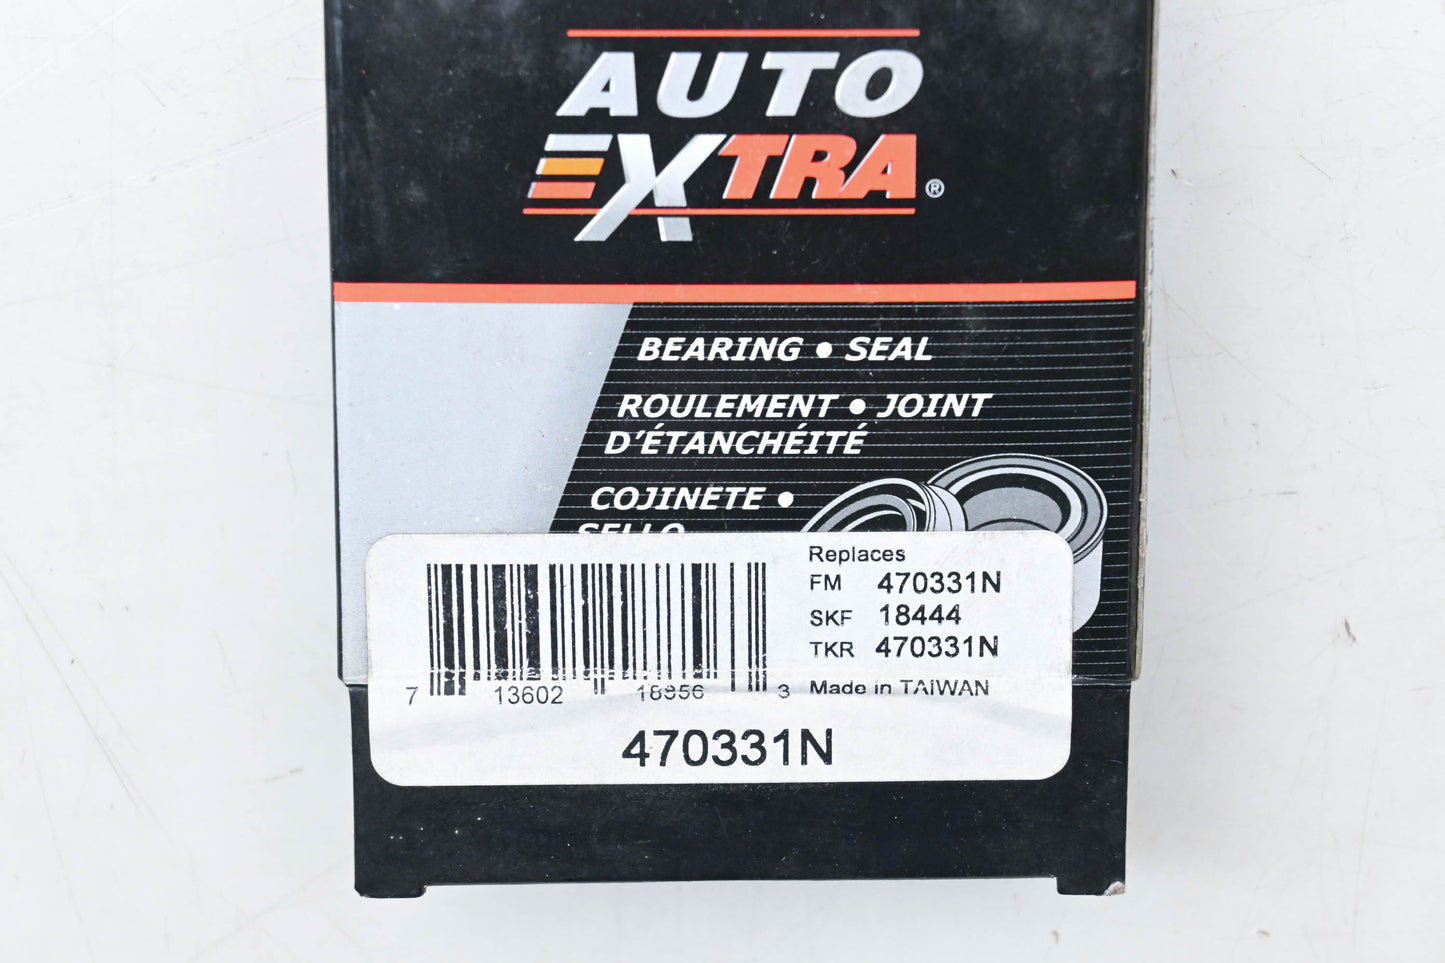 AUTO
EXTRA®
BEARING • SEAL
ROULEMENT • JOINT
D'ÉTANCHÉITÉ
COJINETE •
SELLO
Replaces
FM 470331N
SKF 18444
TKR 470331N
Made in TAIWAN
7 13602 18956 3
470331N